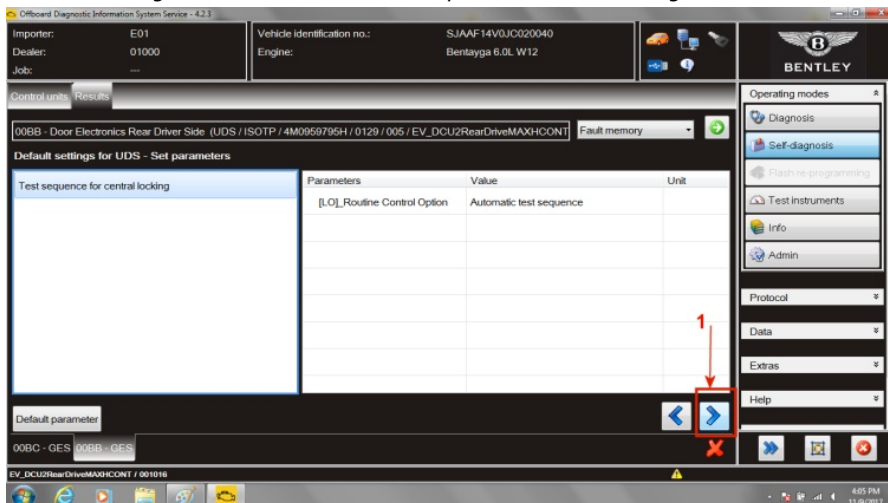 Offboard Diagnostic Information System Service - 4.2.3
Importer: E01
Dealer: 01000
Job: ---
Vehicle identification no.: SJAAF14V0JC020040
Engine: Bentayga 6.0L W12
B
BENTLEY
Control units Results
00BB - Door Electronics Rear Driver Side (UDS / ISOTP / 4M0959795H / 0129 / 005 / EV_DCU2RearDriveMAXHCONT
Fault memory
Default settings for UDS - Set parameters
Test sequence for central locking
Parameters Value Unit
[LO]_Routine Control Option Automatic test sequence
1
Default parameter
00BC - GES 00BB - GES
EV_DCU2RearDriveMAXHCONT / 001016
Operating modes
Diagnosis
Self-diagnosis
Flash re-programming
Test instruments
Info
Admin
Protocol
Data
Extras
Help
4:05 PM